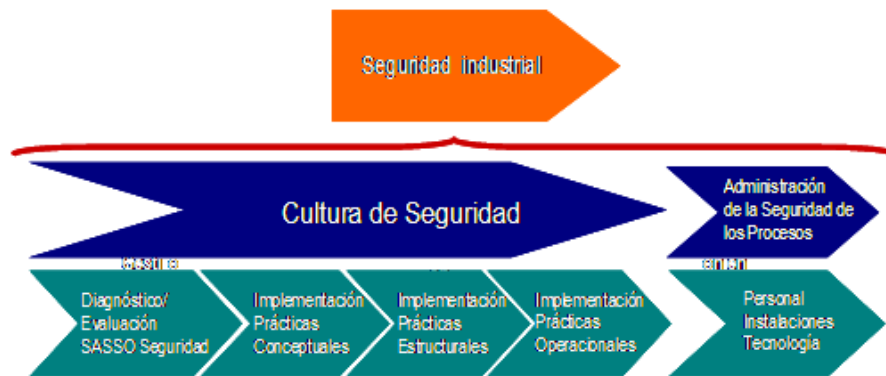 Seguridad industrial
Cultura de Seguridad
Administración
de la Seguridad de
los Procesos
Diagnóstico/
Evaluación
SASSO Seguridad
Implementación
Prácticas
Conceptuales
Implementación
Prácticas
Estructurales
Implementación
Prácticas
Operacionales
Personal
Instalaciones
Tecnología